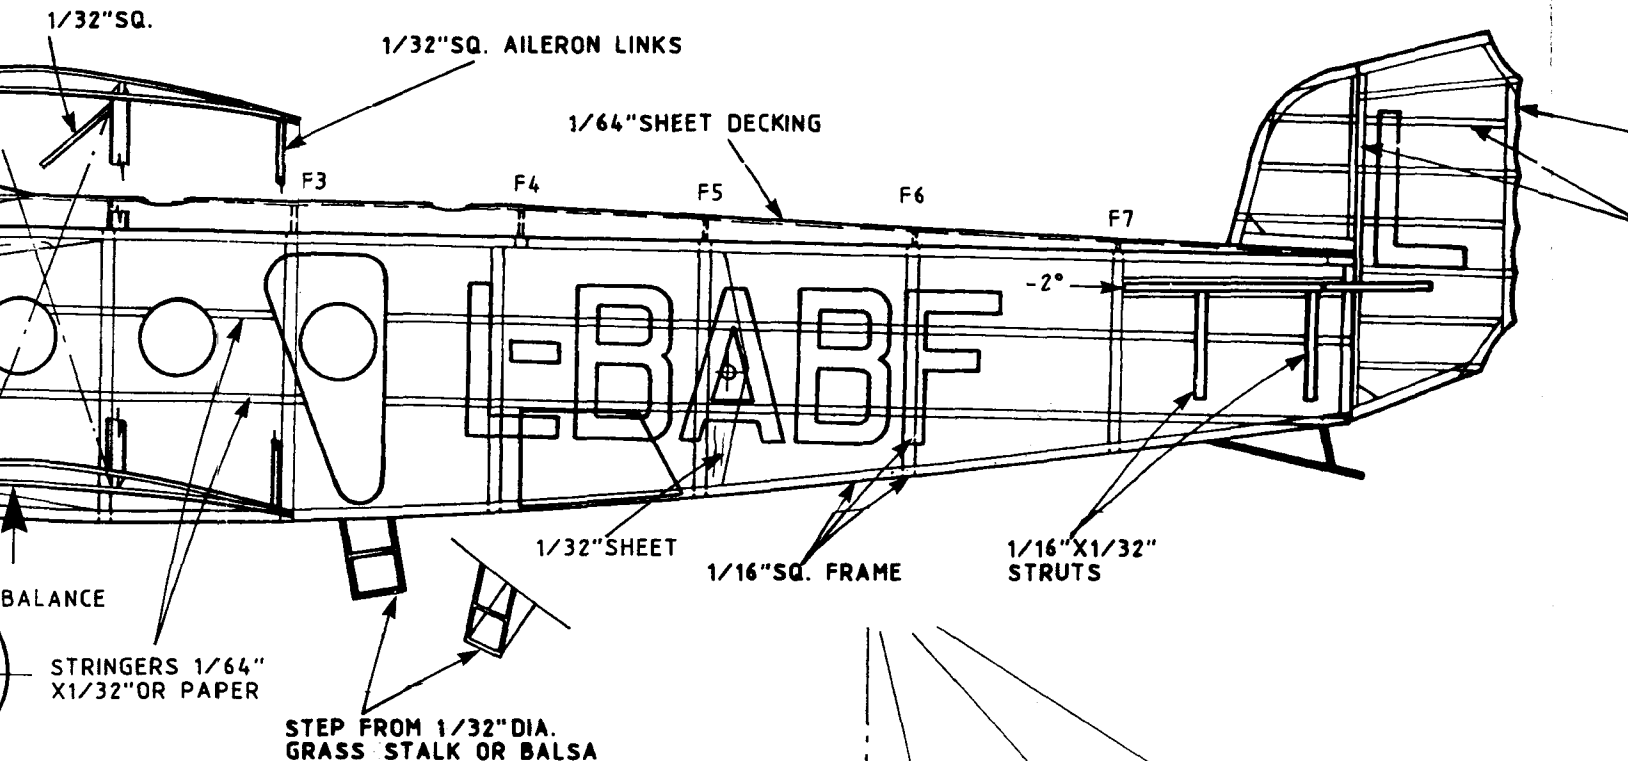 1/32"SQ.
1/32"SQ. AILERON LINKS
1/64"SHEET DECKING
F3
F4
F5
F6
F7
L
-2°
L-BABF
1/32"SHEET
1/16"SQ. FRAME
1/16"X1/32"
STRUTS
BALANCE
STRINGERS 1/64"
X1/32"OR PAPER
STEP FROM 1/32"DIA.
GRASS STALK OR BALSA